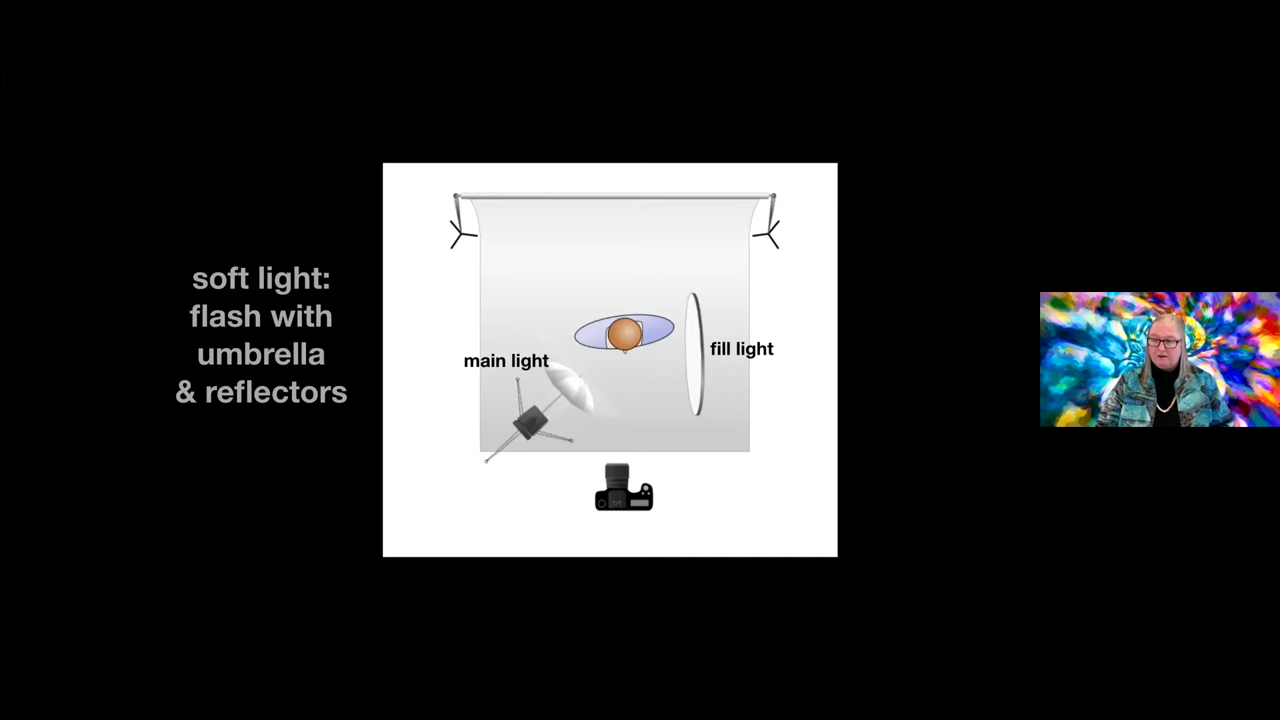 soft light:
flash with
umbrella
& reflectors
main light
fill light